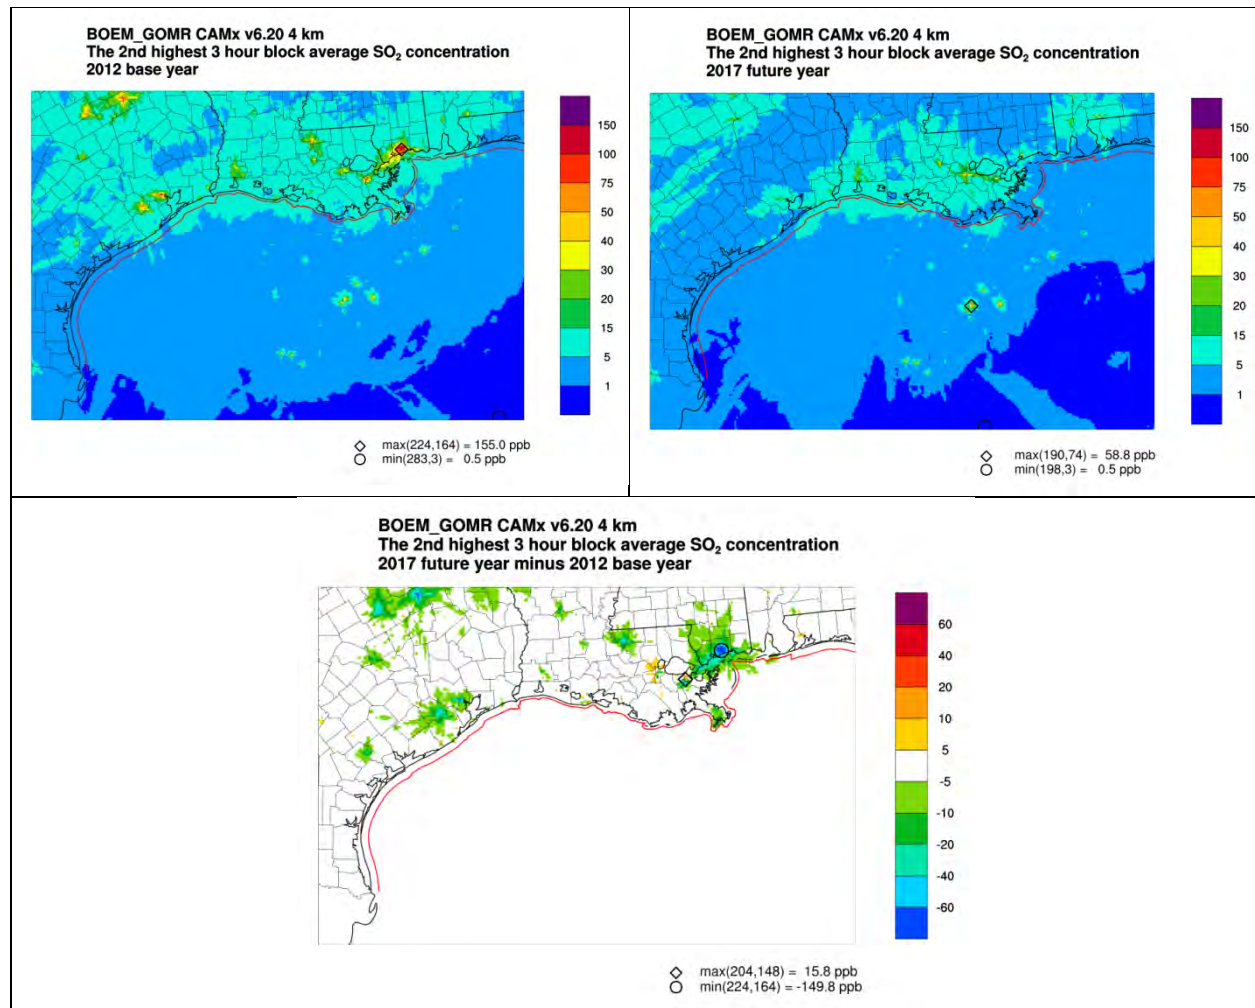 BOEM_GOMR CAMx v6.20 4 km
The 2nd highest 3 hour block average SO₂ concentration
2012 base year
150
100
75
50
40
30
20
15
5
1
max(224,164) = 155.0 ppb
min(283,3) = 0.5 ppb
BOEM_GOMR CAMx v6.20 4 km
The 2nd highest 3 hour block average SO₂ concentration
2017 future year
150
100
75
50
40
30
20
15
5
1
max(190,74) = 58.8 ppb
min(198,3) = 0.5 ppb
BOEM_GOMR CAMx v6.20 4 km
The 2nd highest 3 hour block average SO₂ concentration
2017 future year minus 2012 base year
60
40
20
10
5
-5
-10
-20
-40
-60
max(204,148) = 15.8 ppb
min(224,164) = -149.8 ppb